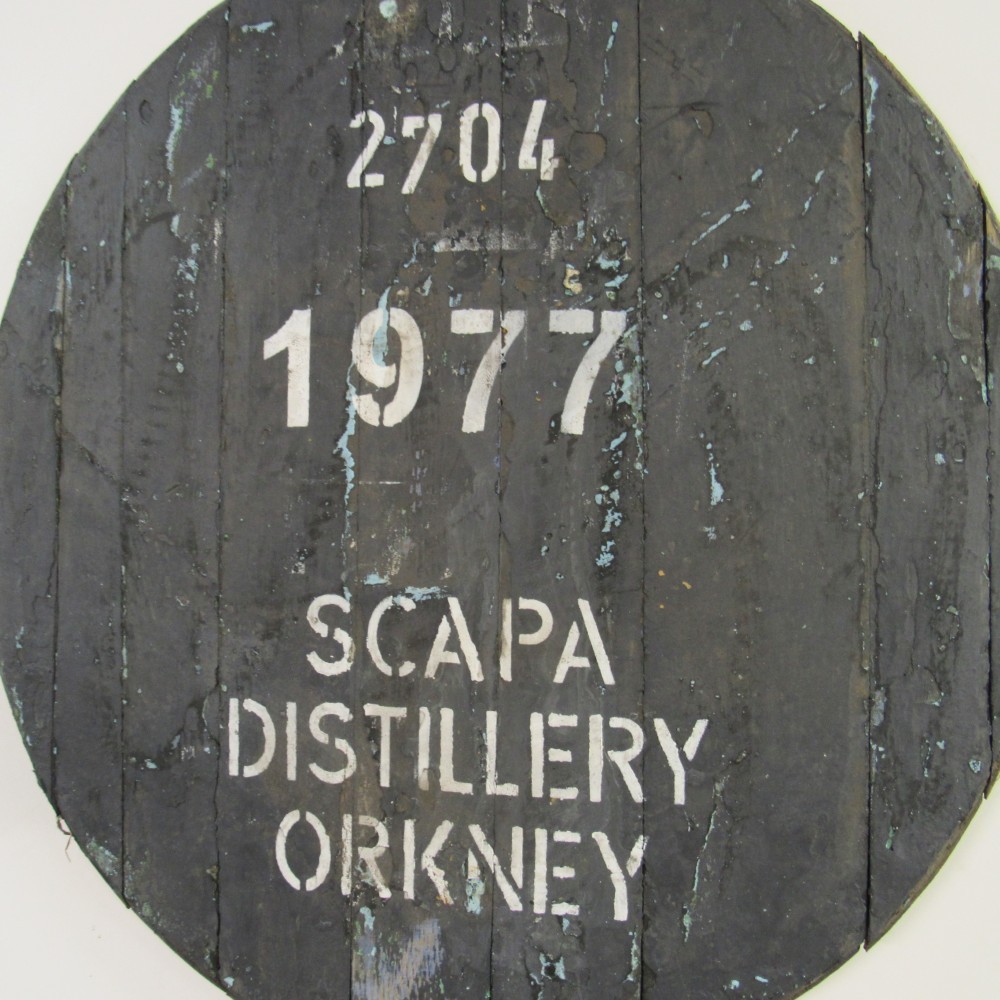 2704
1977
SCAPA
DISTILLERY
ORKNEY